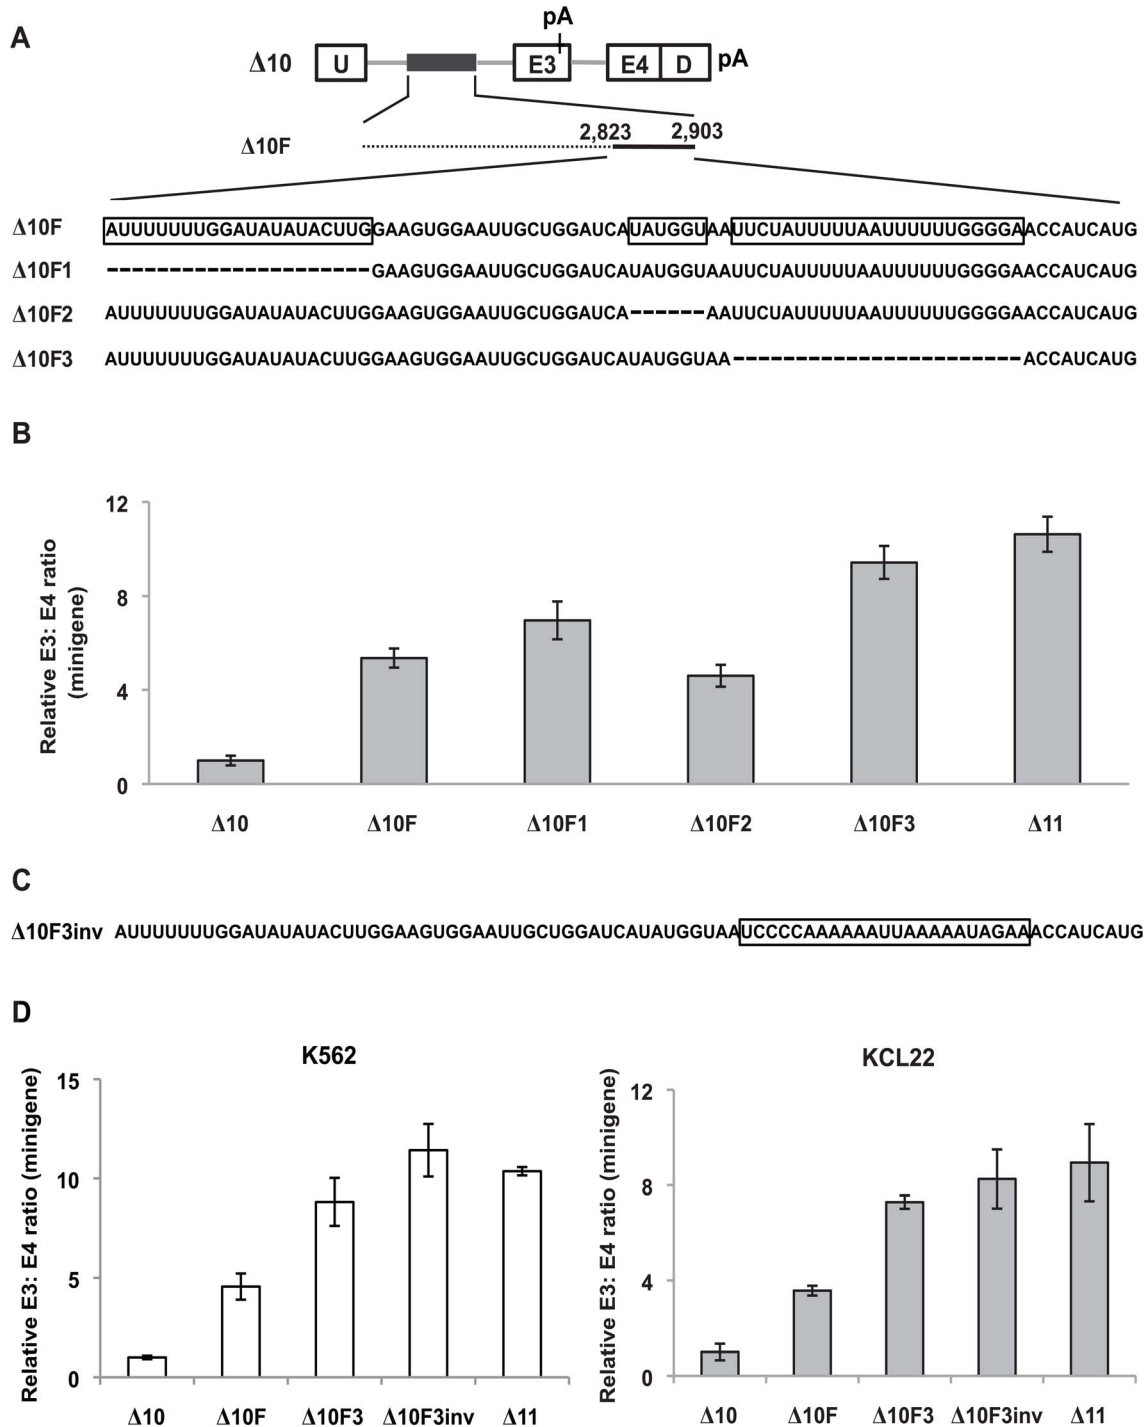 A
pA
Δ10 U E3 E4 D pA
2,823 2,903
Δ10F
Δ10F AUUUUUUUGGAUAUAUACUUGGAAGUGGAAUUGCUGGAUCAUAUGGUAAUUCUAUUUUUAAUUUUUUGGGGAACCAUCAUG
Δ10F1 GAAGUGGAAUUGCUGGAUCAUAUGGUAAUUCUAUUUUUAAUUUUUUGGGGAACCAUCAUG
Δ10F2 AUUUUUUUGGAUAUAUACUUGGAAGUGGAAUUGCUGGAUCA------AAUUCUAUUUUUAAUUUUUUGGGGAACCAUCAUG
Δ10F3 AUUUUUUUGGAUAUAUACUUGGAAGUGGAAUUGCUGGAUCAUAUGGUAA-----------------------ACCAUCAUG
B
Relative E3: E4 ratio
(minigene)
12
8
4
0
Δ10 Δ10F Δ10F1 Δ10F2 Δ10F3 Δ11
C
Δ10F3inv AUUUUUUUGGAUAUAUACUUGGAAGUGGAAUUGCUGGAUCAUAUGGUAAUCCCCAAAAAAUUAAAAAUAGAAACCAUCAUG
D
K562
Relative E3: E4 ratio (minigene)
15
10
5
0
Δ10 Δ10F Δ10F3 Δ10F3inv Δ11
KCL22
Relative E3: E4 ratio (minigene)
12
8
4
0
Δ10 Δ10F Δ10F3 Δ10F3inv Δ11